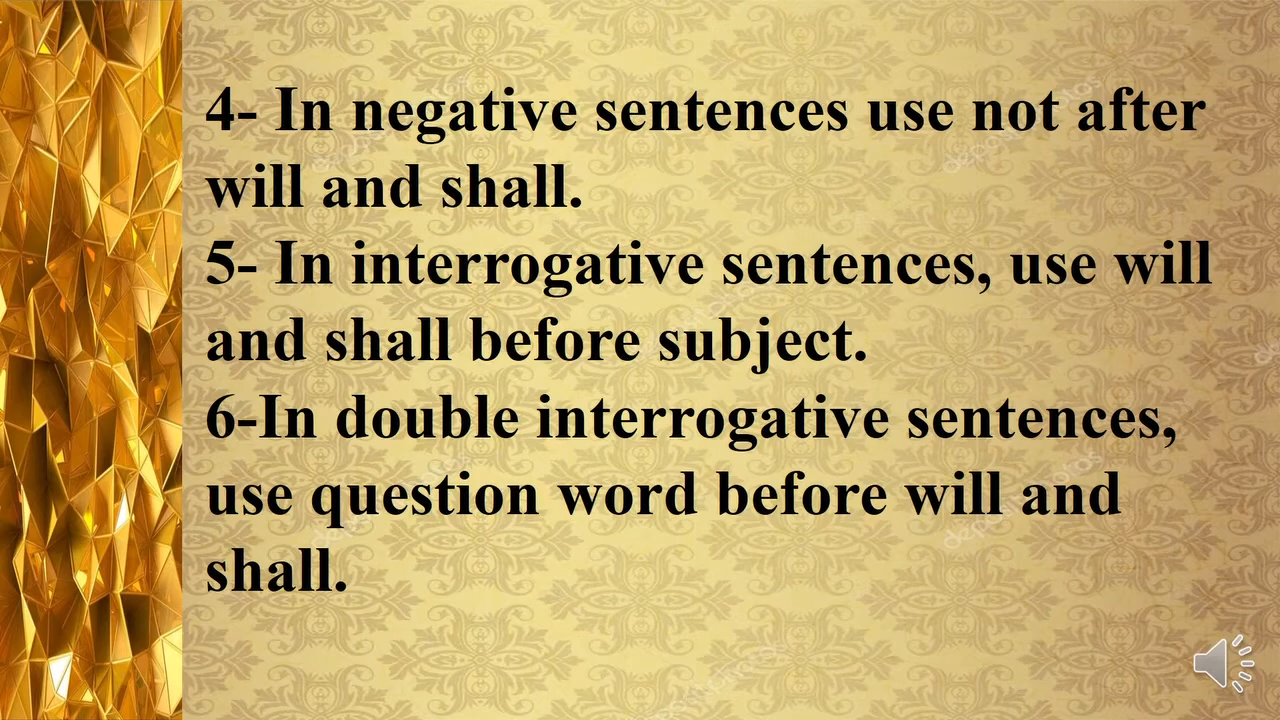 4- In negative sentences use not after
will and shall.
5- In interrogative sentences, use will
and shall before subject.
6-In double interrogative sentences,
use question word before will and
shall.
depositphotos